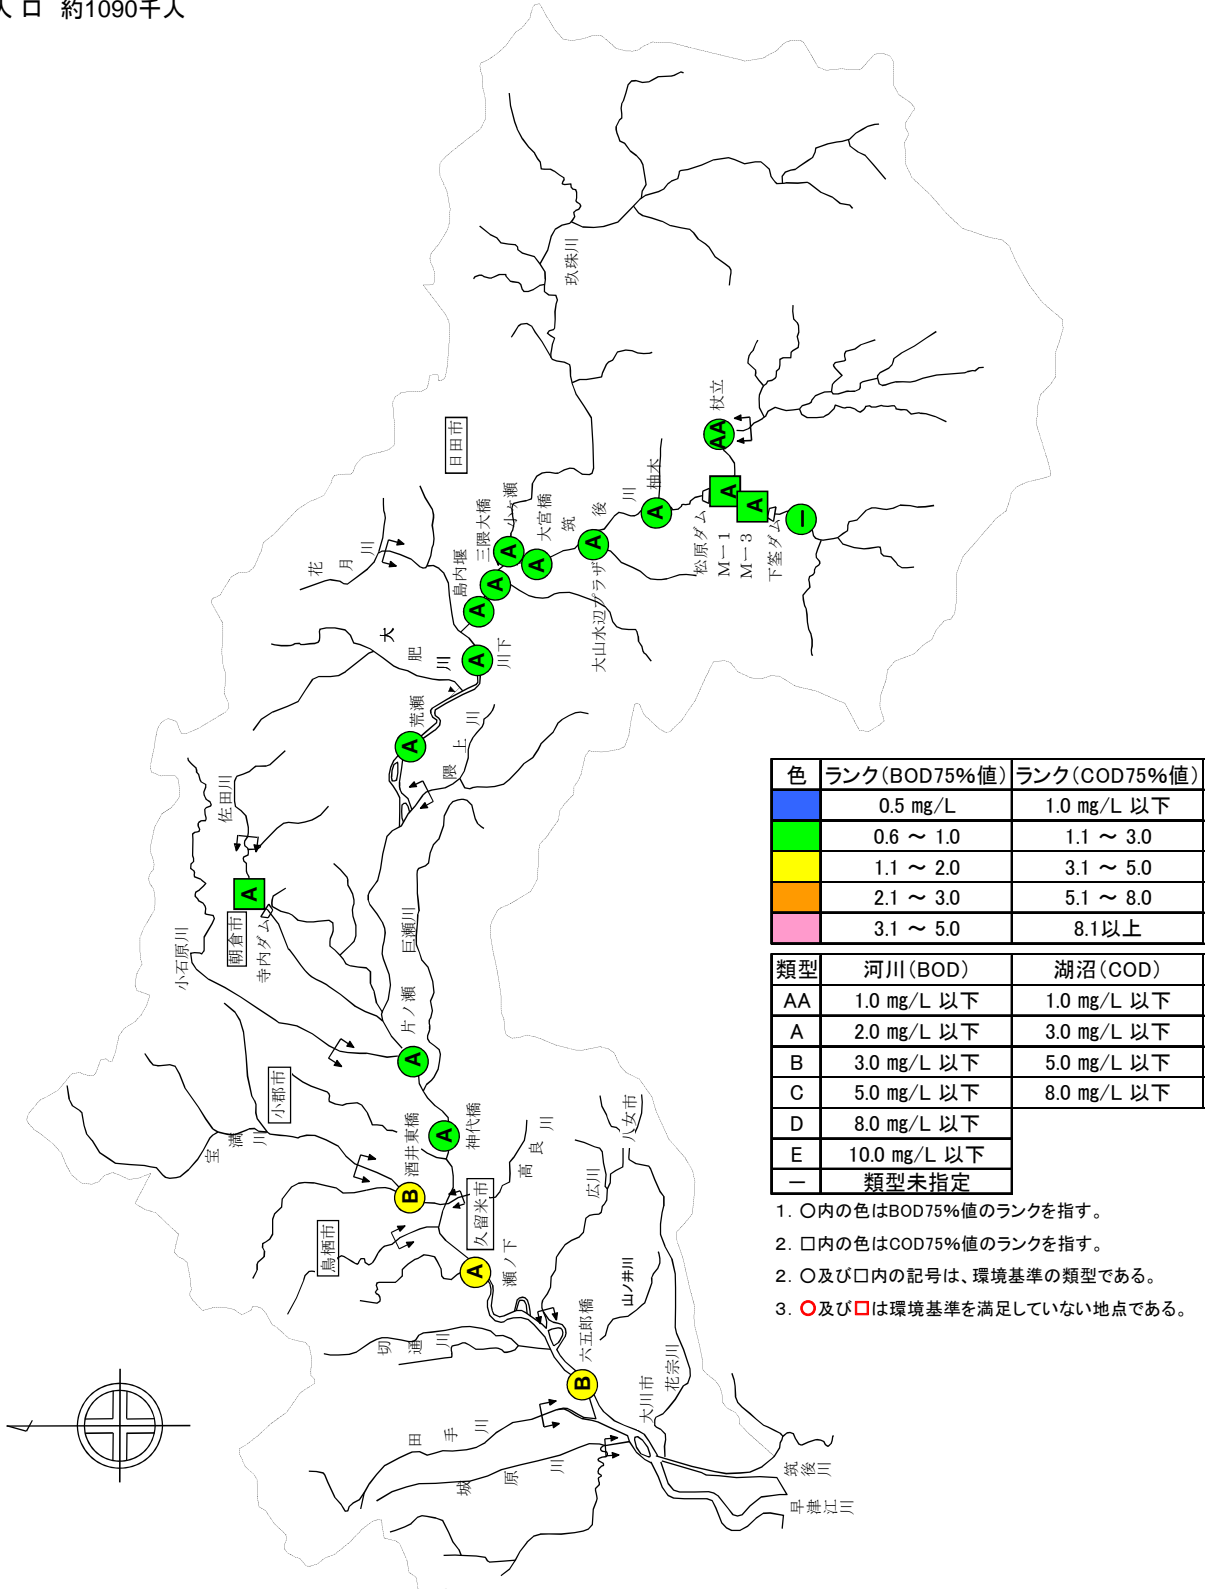 人 口 約1090千人
玖珠川
日田市
杖立
AA
花月川
島内堰
三隈大橋
小ヶ瀬
大宮橋
筑後川
柚木
A
A
A
A
A
A
A
A
松原ダム
M－1
M－3
下筌ダム
－
大山水辺プラザ
大肥川
川下
A
荒瀬
A
隈上川
佐田川
A
朝倉市
寺内ダム
小石原川
巨瀬川
片ノ瀬
A
小郡市
宝満川
酒井東橋
B
A
神代橋
高良川
久留米市
鳥栖市
A
瀬ノ下
広川
八女市
山ノ井川
切通川
六五郎橋
B
大川市
花宗川
田手川
城原川
筑後川
早津江川
色 ランク(BOD75%値) ランク(COD75%値)
0.5 mg/L 1.0 mg/L 以下
0.6 ～ 1.0 1.1 ～ 3.0
1.1 ～ 2.0 3.1 ～ 5.0
2.1 ～ 3.0 5.1 ～ 8.0
3.1 ～ 5.0 8.1以上
類型 河川(BOD) 湖沼(COD)
AA 1.0 mg/L 以下 1.0 mg/L 以下
A 2.0 mg/L 以下 3.0 mg/L 以下
B 3.0 mg/L 以下 5.0 mg/L 以下
C 5.0 mg/L 以下 8.0 mg/L 以下
D 8.0 mg/L 以下
E 10.0 mg/L 以下
－ 類型未指定
1. ○内の色はBOD75%値のランクを指す。
2. □内の色はCOD75%値のランクを指す。
2. ○及び□内の記号は、環境基準の類型である。
3. ○及び□は環境基準を満足していない地点である。